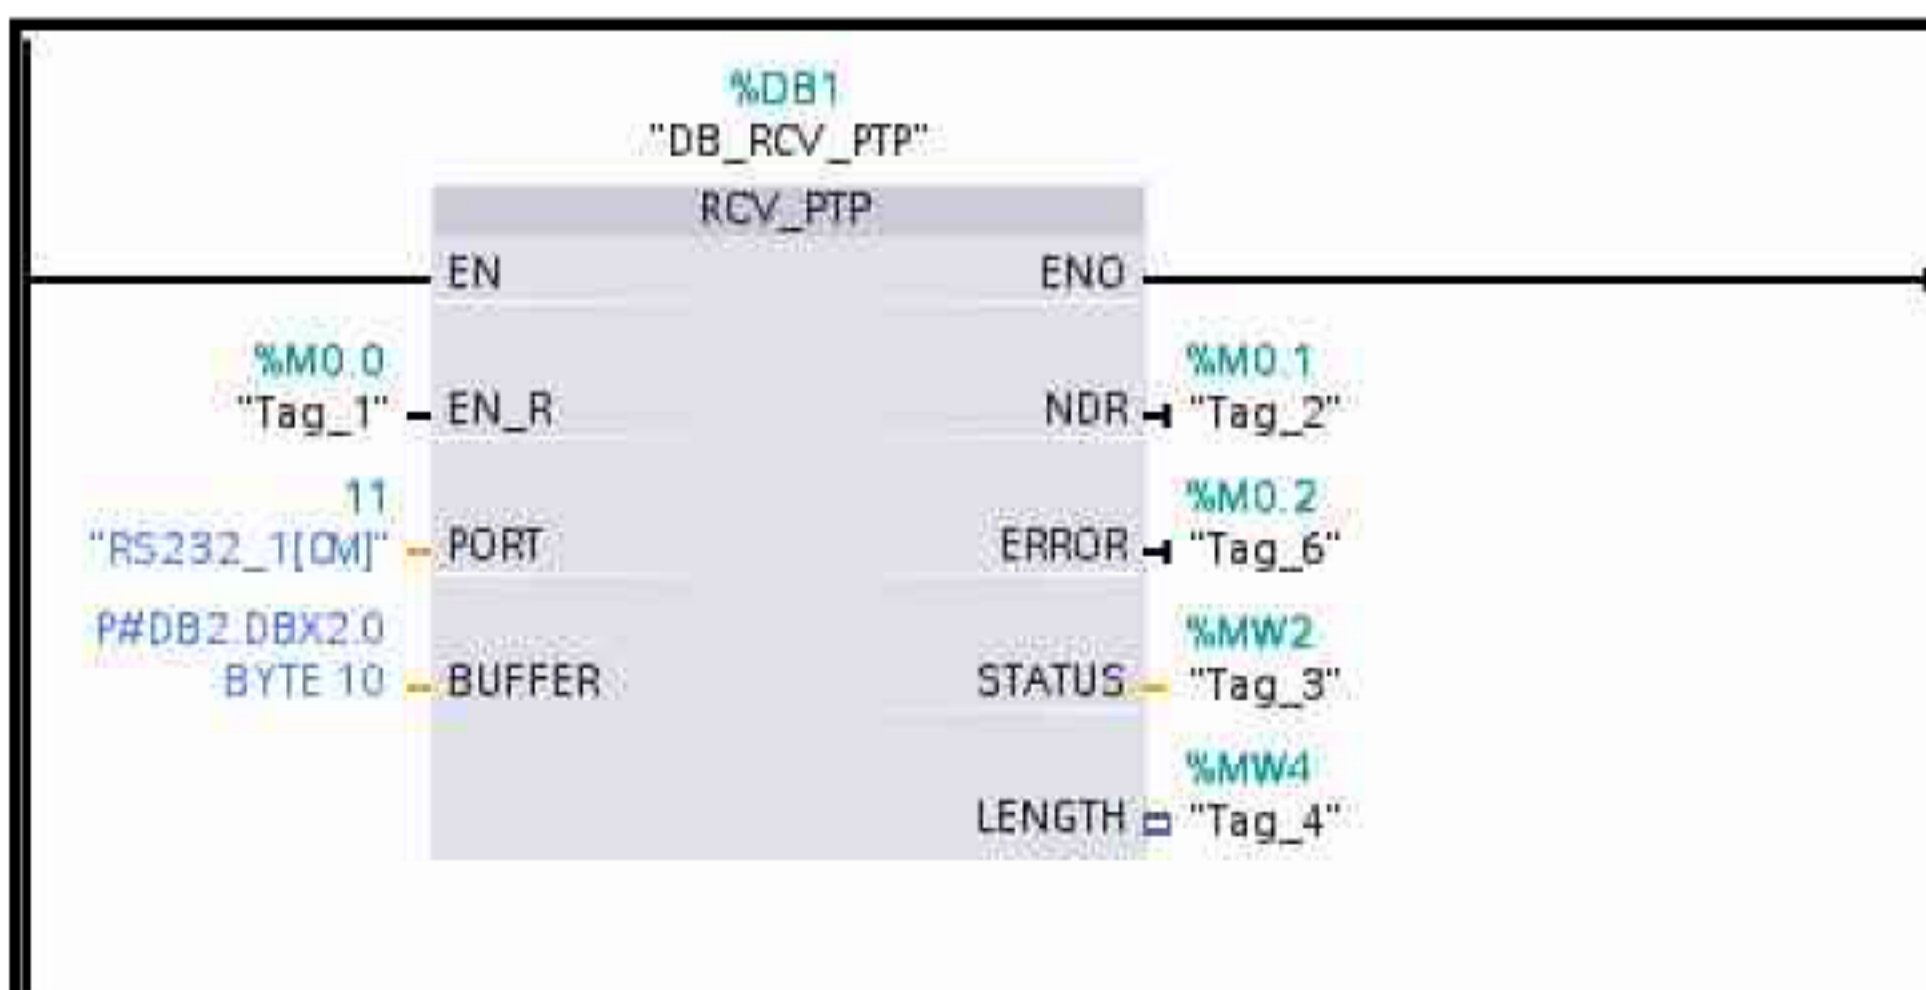 %DB1
"DB_RCV_PTP"
RCV_PTP
EN ENO
%M0.0 %M0.1
"Tag_1" EN_R NDR "Tag_2"
11 %M0.2
"RS232_1[CM]" PORT ERROR "Tag_6"
P#DB2.DBX2.0 %MW2
BYTE 10 BUFFER STATUS "Tag_3"
%MW4
LENGTH "Tag_4"